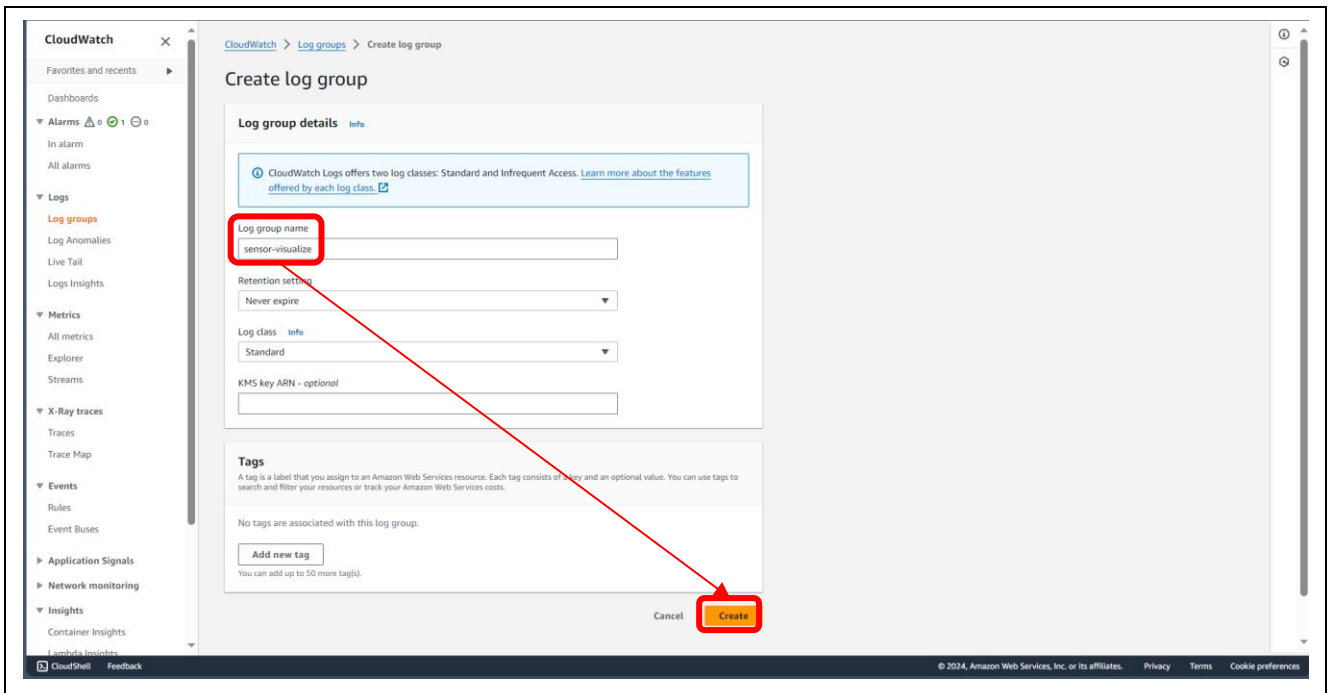 CloudWatch
Favorites and recents
Dashboards
Alarms 0 1 0
In alarm
All alarms
Logs
Log groups
Log Anomalies
Live Tail
Logs Insights
Metrics
All metrics
Explorer
Streams
X-Ray traces
Traces
Trace Map
Events
Rules
Event Buses
Application Signals
Network monitoring
Insights
Container Insights
Lambda Insights
CloudWatch > Log groups > Create log group
Create log group
Log group details Info
CloudWatch Logs offers two log classes: Standard and Infrequent Access. Learn more about the features
offered by each log class.
Log group name
sensor-visualize
Retention setting
Never expire
Log class Info
Standard
KMS key ARN - optional
Tags
A tag is a label that you assign to an Amazon Web Services resource. Each tag consists of a key and an optional value. You can use tags to
search and filter your resources or track your Amazon Web Services costs.
No tags are associated with this log group.
Add new tag
You can add up to 50 more tag(s).
Cancel Create
CloudShell Feedback © 2024, Amazon Web Services, Inc. or its affiliates. Privacy Terms Cookie preferences